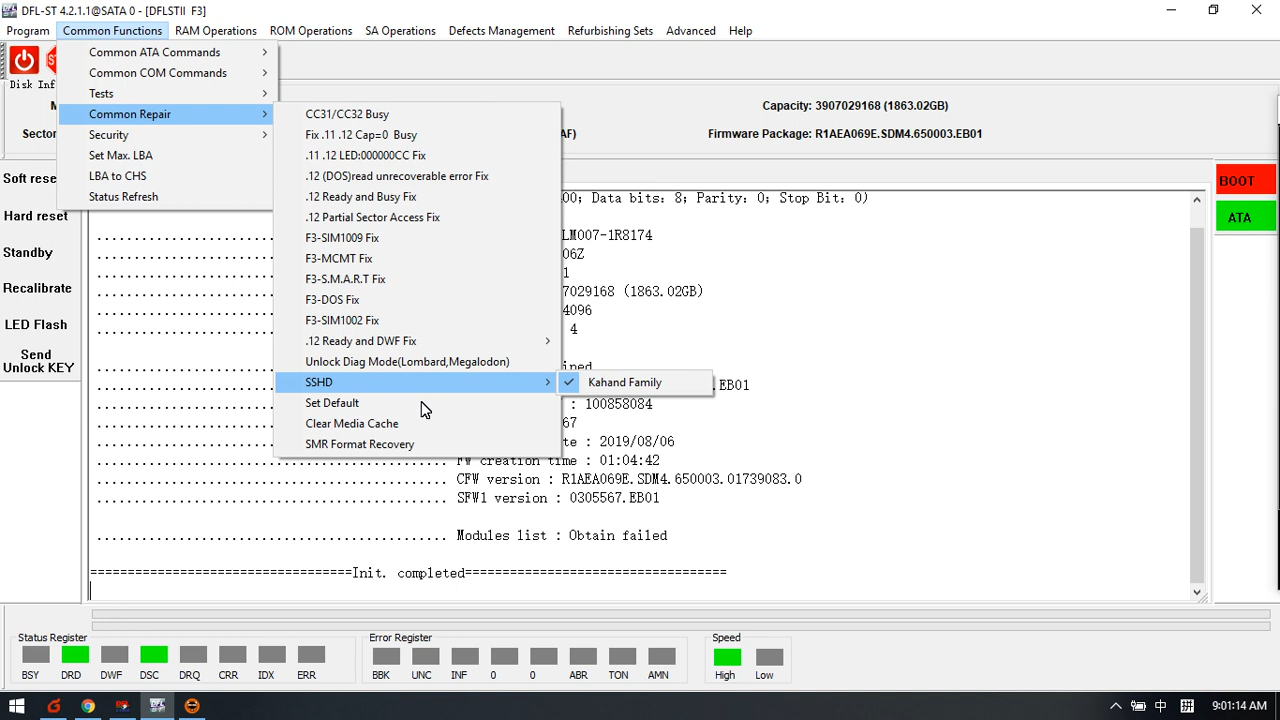 DFL-ST 4.2.1.1@SATA 0 - [DFLSTII F3]
Program Common Functions RAM Operations ROM Operations SA Operations Defects Management Refurbishing Sets Advanced Help
Common ATA Commands
Common COM Commands
Tests
Common Repair
Security
Set Max. LBA
LBA to CHS
Status Refresh
CC31/CC32 Busy
Fix .11 .12 Cap=0 Busy
.11 .12 LED:000000CC Fix
.12 (DOS)read unrecoverable error Fix
.12 Ready and Busy Fix
.12 Partial Sector Access Fix
F3-SIM1009 Fix
F3-MCMT Fix
F3-S.M.A.R.T Fix
F3-DOS Fix
F3-SIM1002 Fix
.12 Ready and DWF Fix
Unlock Diag Mode(Lombard,Megalodon)
SSHD
Set Default
Clear Media Cache
SMR Format Recovery
Kahand Family
Disk Inf
Capacity: 3907029168 (1863.02GB)
Sector AF) Firmware Package: R1AEA069E.SDM4.650003.EB01
Soft rese
Hard reset
Standby
Recalibrate
LED Flash
Send
Unlock KEY
BOOT
ATA
00; Data bits: 8; Parity: 0; Stop Bit: 0)
LM007-1R8174
06Z
1
7029168 (1863.02GB)
4096
4
ined
.EB01
: 100858084
67
te : 2019/08/06
FW creation time : 01:04:42
CFW version : R1AEA069E.SDM4.650003.01739083.0
SFW1 version : 0305567.EB01
Modules list : Obtain failed
================================Init. completed================================
Status Register
BSY DRD DWF DSC DRQ CRR IDX ERR
Error Register
BBK UNC INF 0 0 ABR TON AMN
Speed
High Low
中 拼 9:01:14 AM